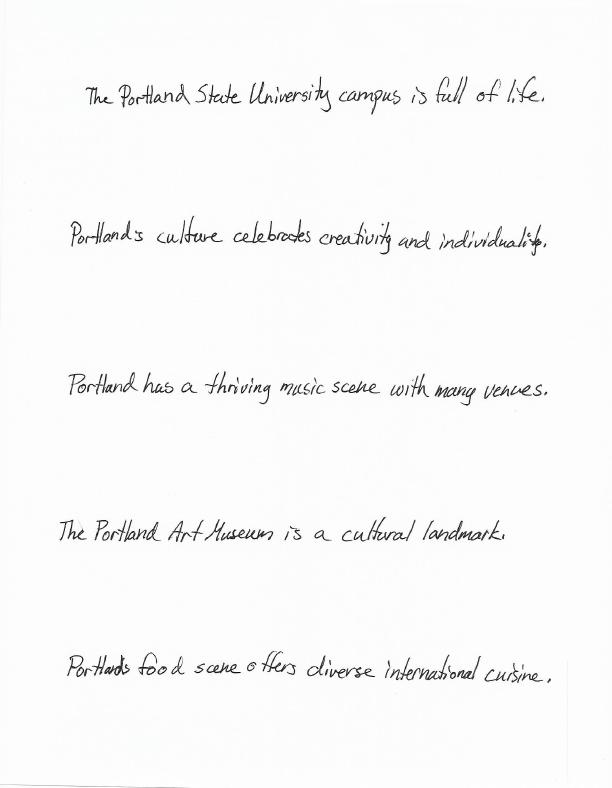 The Portland State University campus is full of life.
Portland's culture celebrates creativity and individuality.
Portland has a thriving music scene with many venues.
The Portland Art Museum is a cultural landmark.
Portland's food scene offers diverse international cuisine.